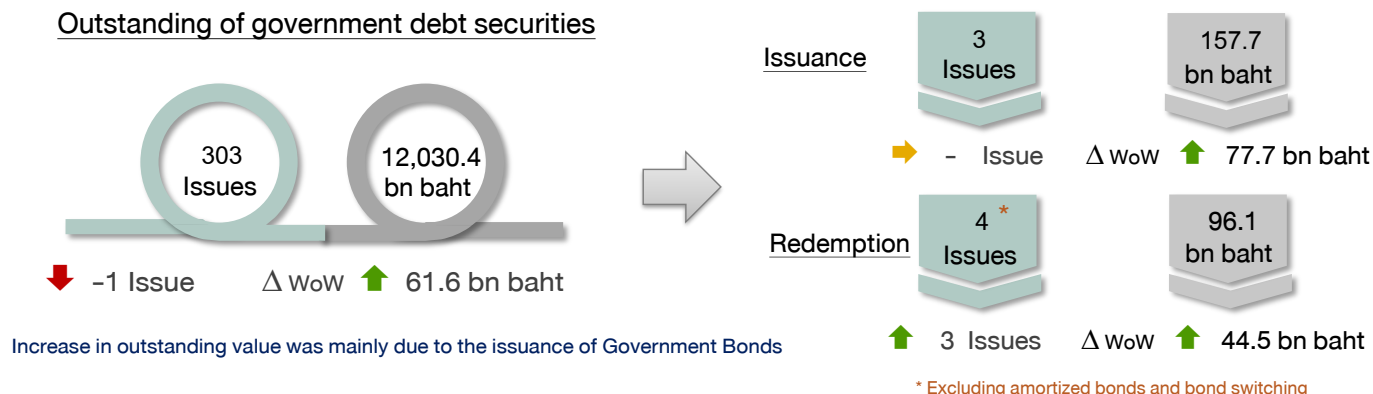 Outstanding of government debt securities
303
Issues
12,030.4
bn baht
-1 Issue Δ WoW 61.6 bn baht
Increase in outstanding value was mainly due to the issuance of Government Bonds
Issuance
3
Issues
157.7
bn baht
- Issue Δ WoW 77.7 bn baht
Redemption
4 *
Issues
96.1
bn baht
3 Issues Δ WoW 44.5 bn baht
* Excluding amortized bonds and bond switching